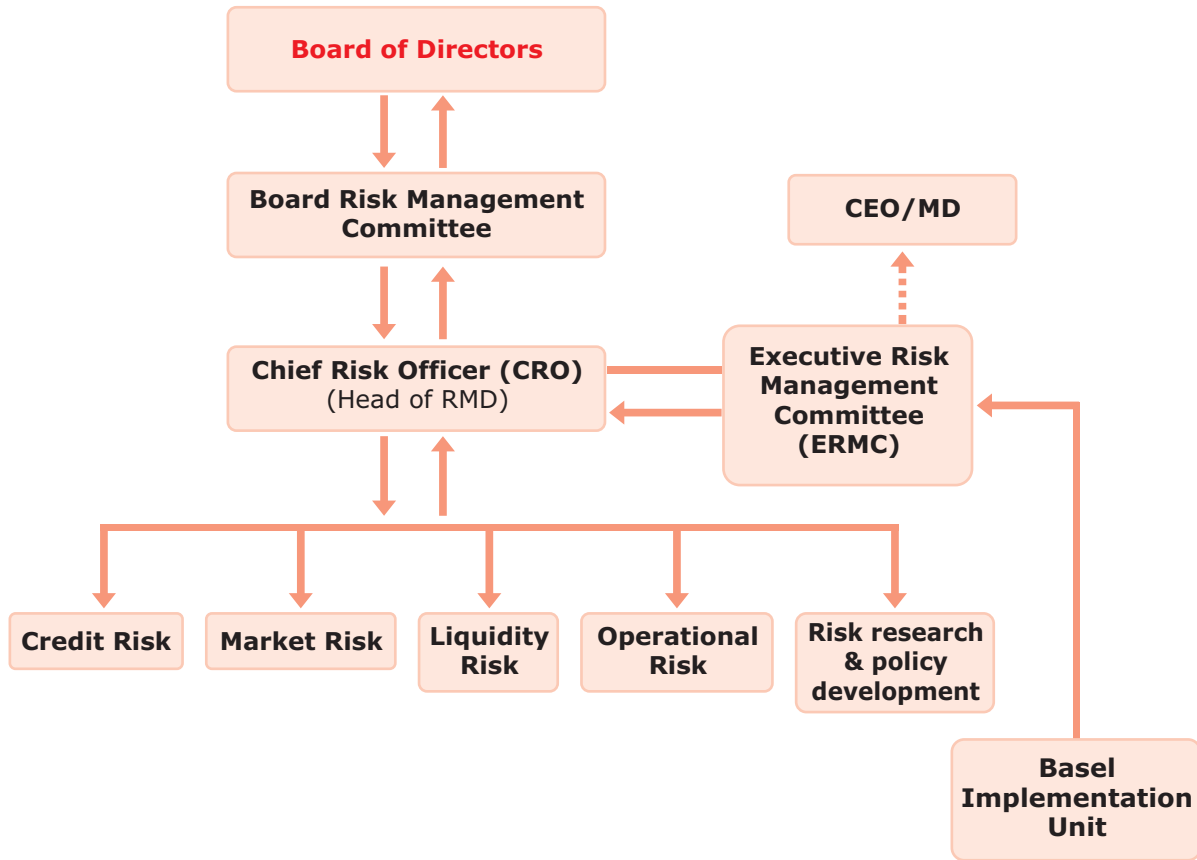 Board of Directors
Board Risk Management
Committee
CEO/MD
Chief Risk Officer (CRO)
(Head of RMD)
Executive Risk
Management
Committee
(ERMC)
Credit Risk
Market Risk
Liquidity
Risk
Operational
Risk
Risk research
& policy
development
Basel
Implementation
Unit